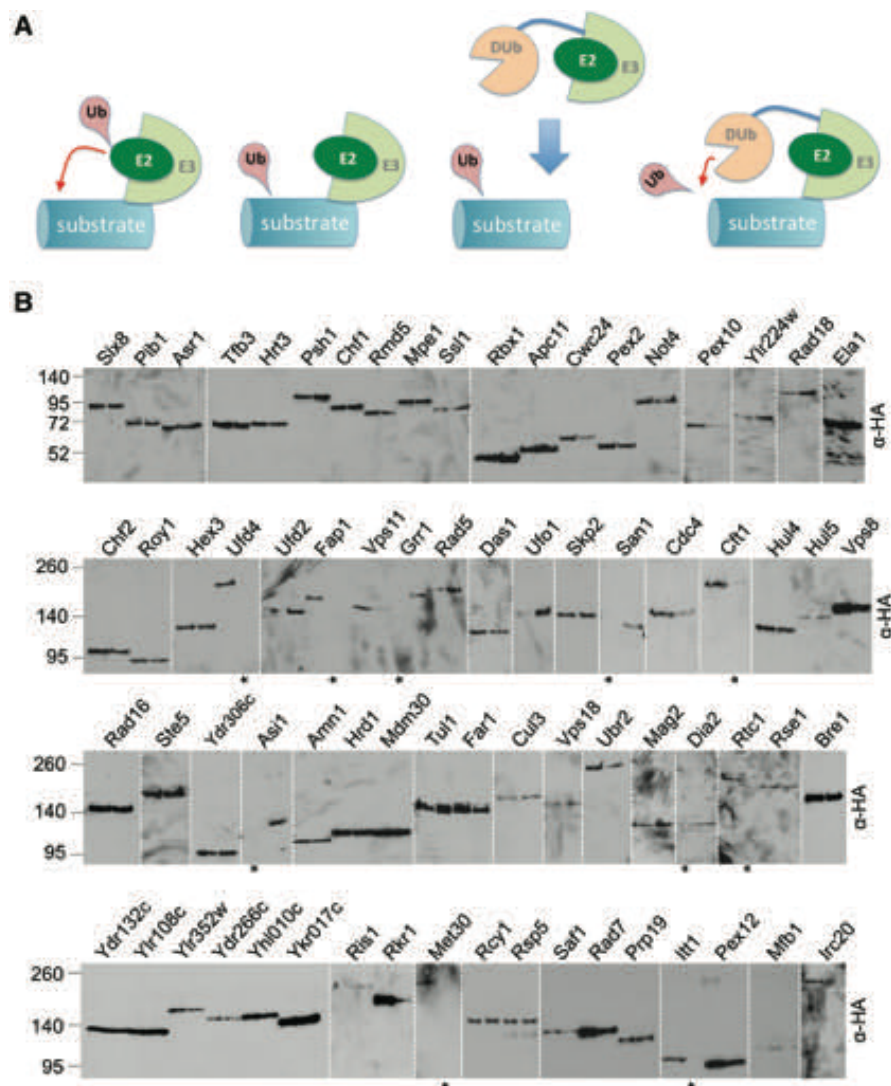 A
DUb E2 E3
Ub E2 E3
Ub E2 E3
Ub
DUb E2 E3
Ub
substrate substrate substrate substrate
B
Slx8 Pib1 Asr1 Tfb3 Hnt3 Psh1 Chf1 Rmd5 Mpe1 Ssl1 Rbx1 Apc11 Cwc24 Pex2 Not4 Pex10 Ylr224w Rad18 Ela1
140
95
72
52
α-HA
Chf2 Roy1 Hex3 Ufd4 Ufd2 Fap1 Vps11 Grr1 Rad5 Das1 Ufo1 Skp2 San1 Cdc4 Cft1 Hul4 Hul5 Vps8
260
140
95
α-HA
* * * * *
Rad16 Ste5 Ydr306c Asi1 Amn1 Hrd1 Mdm30 Tul1 Far1 Cul3 Vps18 Ubr2 Mag2 Dia2 Rtc1 Rse1 Bre1
260
140
95
α-HA
* * *
Ydr132c Ylr108c Ylr352w Ydr266c Yhl010c Ykr017c Ris1 Rkr1 Met30 Rcy1 Rsp5 Saf1 Rad7 Prp19 Itt1 Pex12 Mfb1 Irc20
260
140
95
α-HA
* *